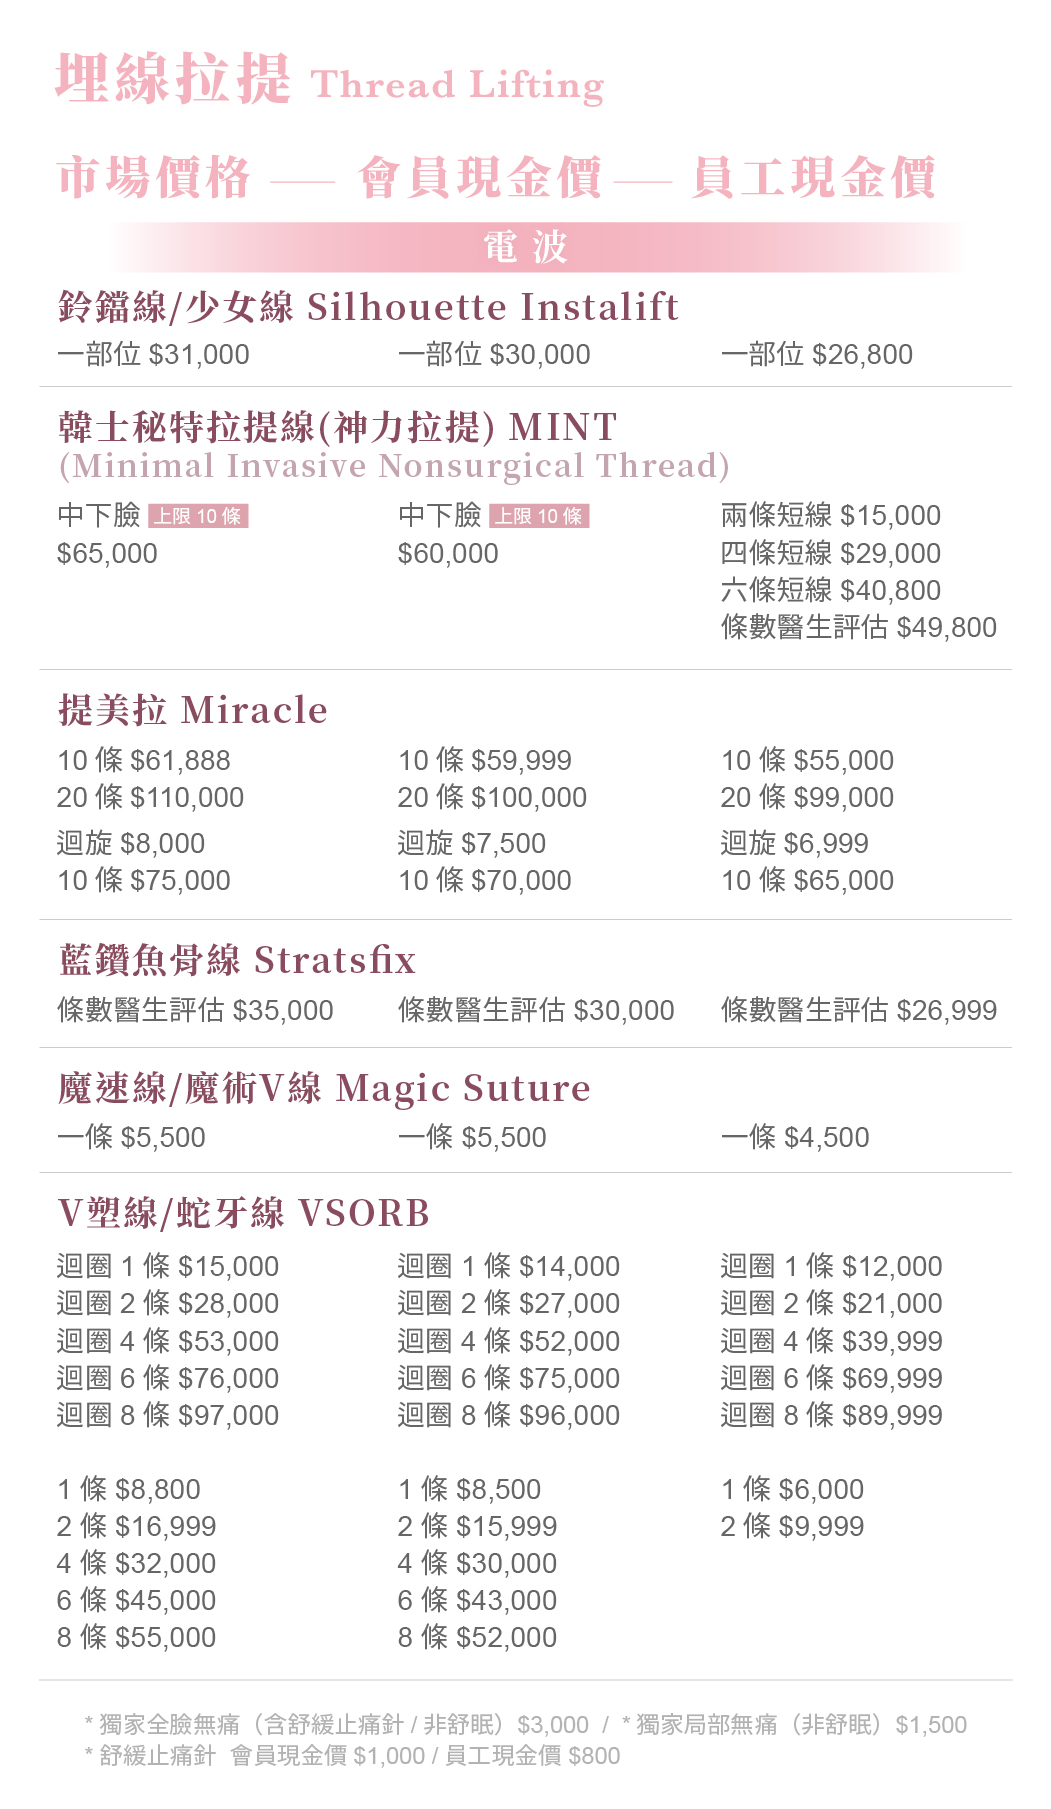 埋線拉提 Thread Lifting
市場價格 —— 會員現金價 —— 員工現金價
電波
鈴鐺線/少女線 Silhouette Instalift
一部位 $31,000 一部位 $30,000 一部位 $26,800
韓士秘特拉提線(神力拉提) MINT
(Minimal Invasive Nonsurgical Thread)
中下臉 上限 10 條 中下臉 上限 10 條 兩條短線 $15,000
$65,000 $60,000 四條短線 $29,000
六條短線 $40,800
條數醫生評估 $49,800
提美拉 Miracle
10 條 $61,888 10 條 $59,999 10 條 $55,000
20 條 $110,000 20 條 $100,000 20 條 $99,000
迴旋 $8,000 迴旋 $7,500 迴旋 $6,999
10 條 $75,000 10 條 $70,000 10 條 $65,000
藍鑽魚骨線 Stratsfix
條數醫生評估 $35,000 條數醫生評估 $30,000 條數醫生評估 $26,999
魔速線/魔術V線 Magic Suture
一條 $5,500 一條 $5,500 一條 $4,500
V塑線/蛇牙線 VSORB
迴圈 1 條 $15,000 迴圈 1 條 $14,000 迴圈 1 條 $12,000
迴圈 2 條 $28,000 迴圈 2 條 $27,000 迴圈 2 條 $21,000
迴圈 4 條 $53,000 迴圈 4 條 $52,000 迴圈 4 條 $39,999
迴圈 6 條 $76,000 迴圈 6 條 $75,000 迴圈 6 條 $69,999
迴圈 8 條 $97,000 迴圈 8 條 $96,000 迴圈 8 條 $89,999
1 條 $8,800 1 條 $8,500 1 條 $6,000
2 條 $16,999 2 條 $15,999 2 條 $9,999
4 條 $32,000 4 條 $30,000
6 條 $45,000 6 條 $43,000
8 條 $55,000 8 條 $52,000
* 獨家全臉無痛（含舒緩止痛針 / 非舒眠）$3,000 / * 獨家局部無痛（非舒眠）$1,500
* 舒緩止痛針 會員現金價 $1,000 / 員工現金價 $800